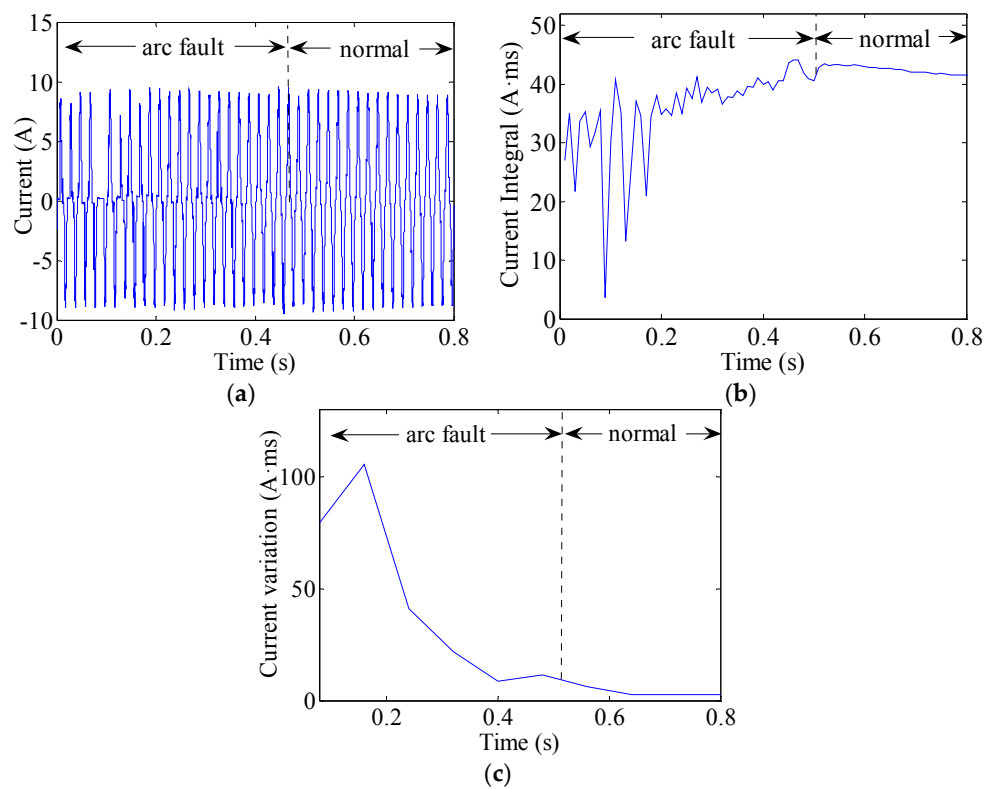 15
10
5
0
-5
-10
Current (A)
arc fault
normal
0
0.2
0.4
0.6
0.8
Time (s)
(a)
50
40
30
20
10
0
Current Integral (A·ms)
arc fault
normal
0
0.2
0.4
0.6
0.8
Time (s)
(b)
100
50
0
Current variation (A·ms)
arc fault
normal
0.2
0.4
0.6
0.8
Time (s)
(c)